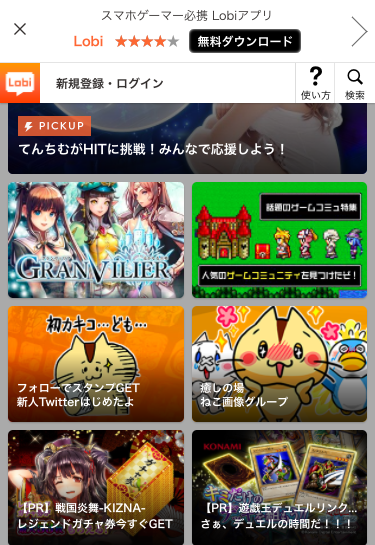 スマホゲーマー必携 Lobiアプリ
Lobi ★★★★★ 無料ダウンロード
Lobi 新規登録・ログイン
使い方 検索
PICKUP
てんちむがHITに挑戦！みんなで応援しよう！
GRANVILIER
話題のゲームコミュ特集
人気のゲームコミュニティを見つけたぞ！
初カキコ…ども…
フォローでスタンプGET
新人Twitterはじめたよ
癒しの場
ねこ画像グループ
【PR】戦国炎舞-KIZNA-
レジェンドガチャ券今すぐGET
KONAMI
【PR】遊戯王デュエルリンク...
さぁ、デュエルの時間だ！！！